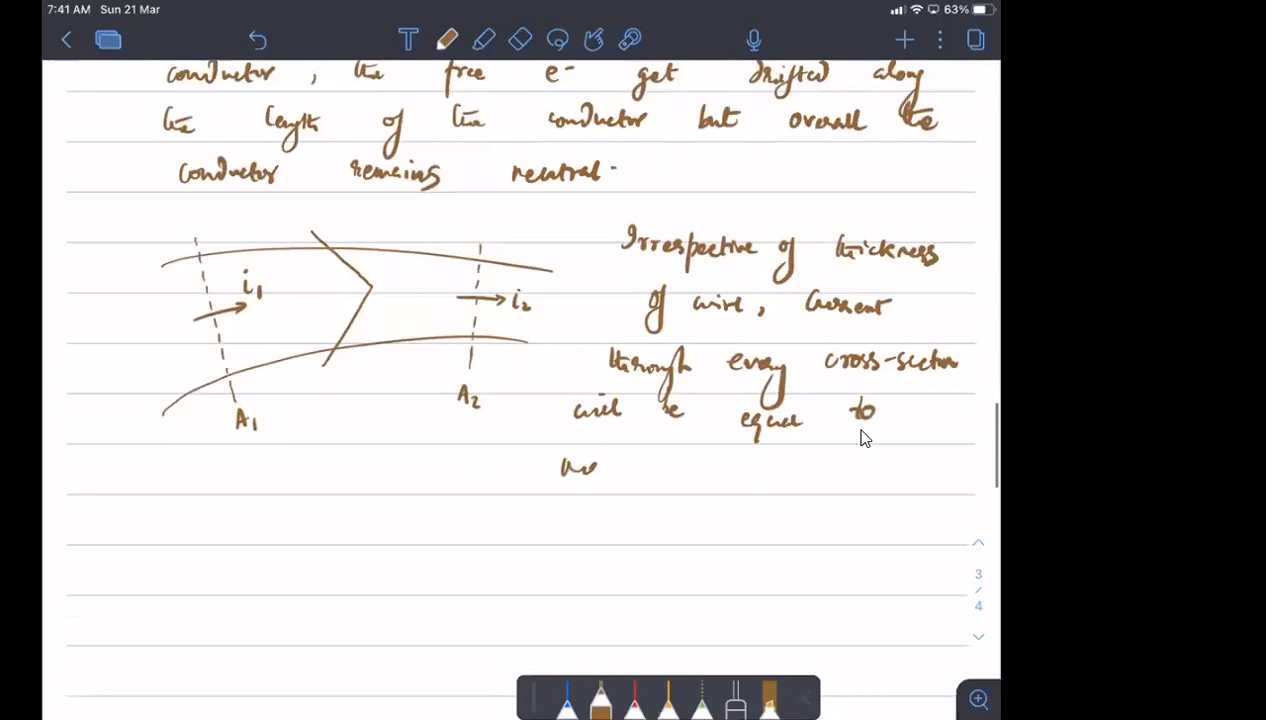 7:41 AM Sun 21 Mar
63%
T
conductor, the free e⁻ get drifted along
the length of the conductor but overall the
conductor remains neutral.
Irrespective of thickness
of wire, current
through every cross-section
will be equal to
i₁
i₂
A₁
A₂
3
/
4